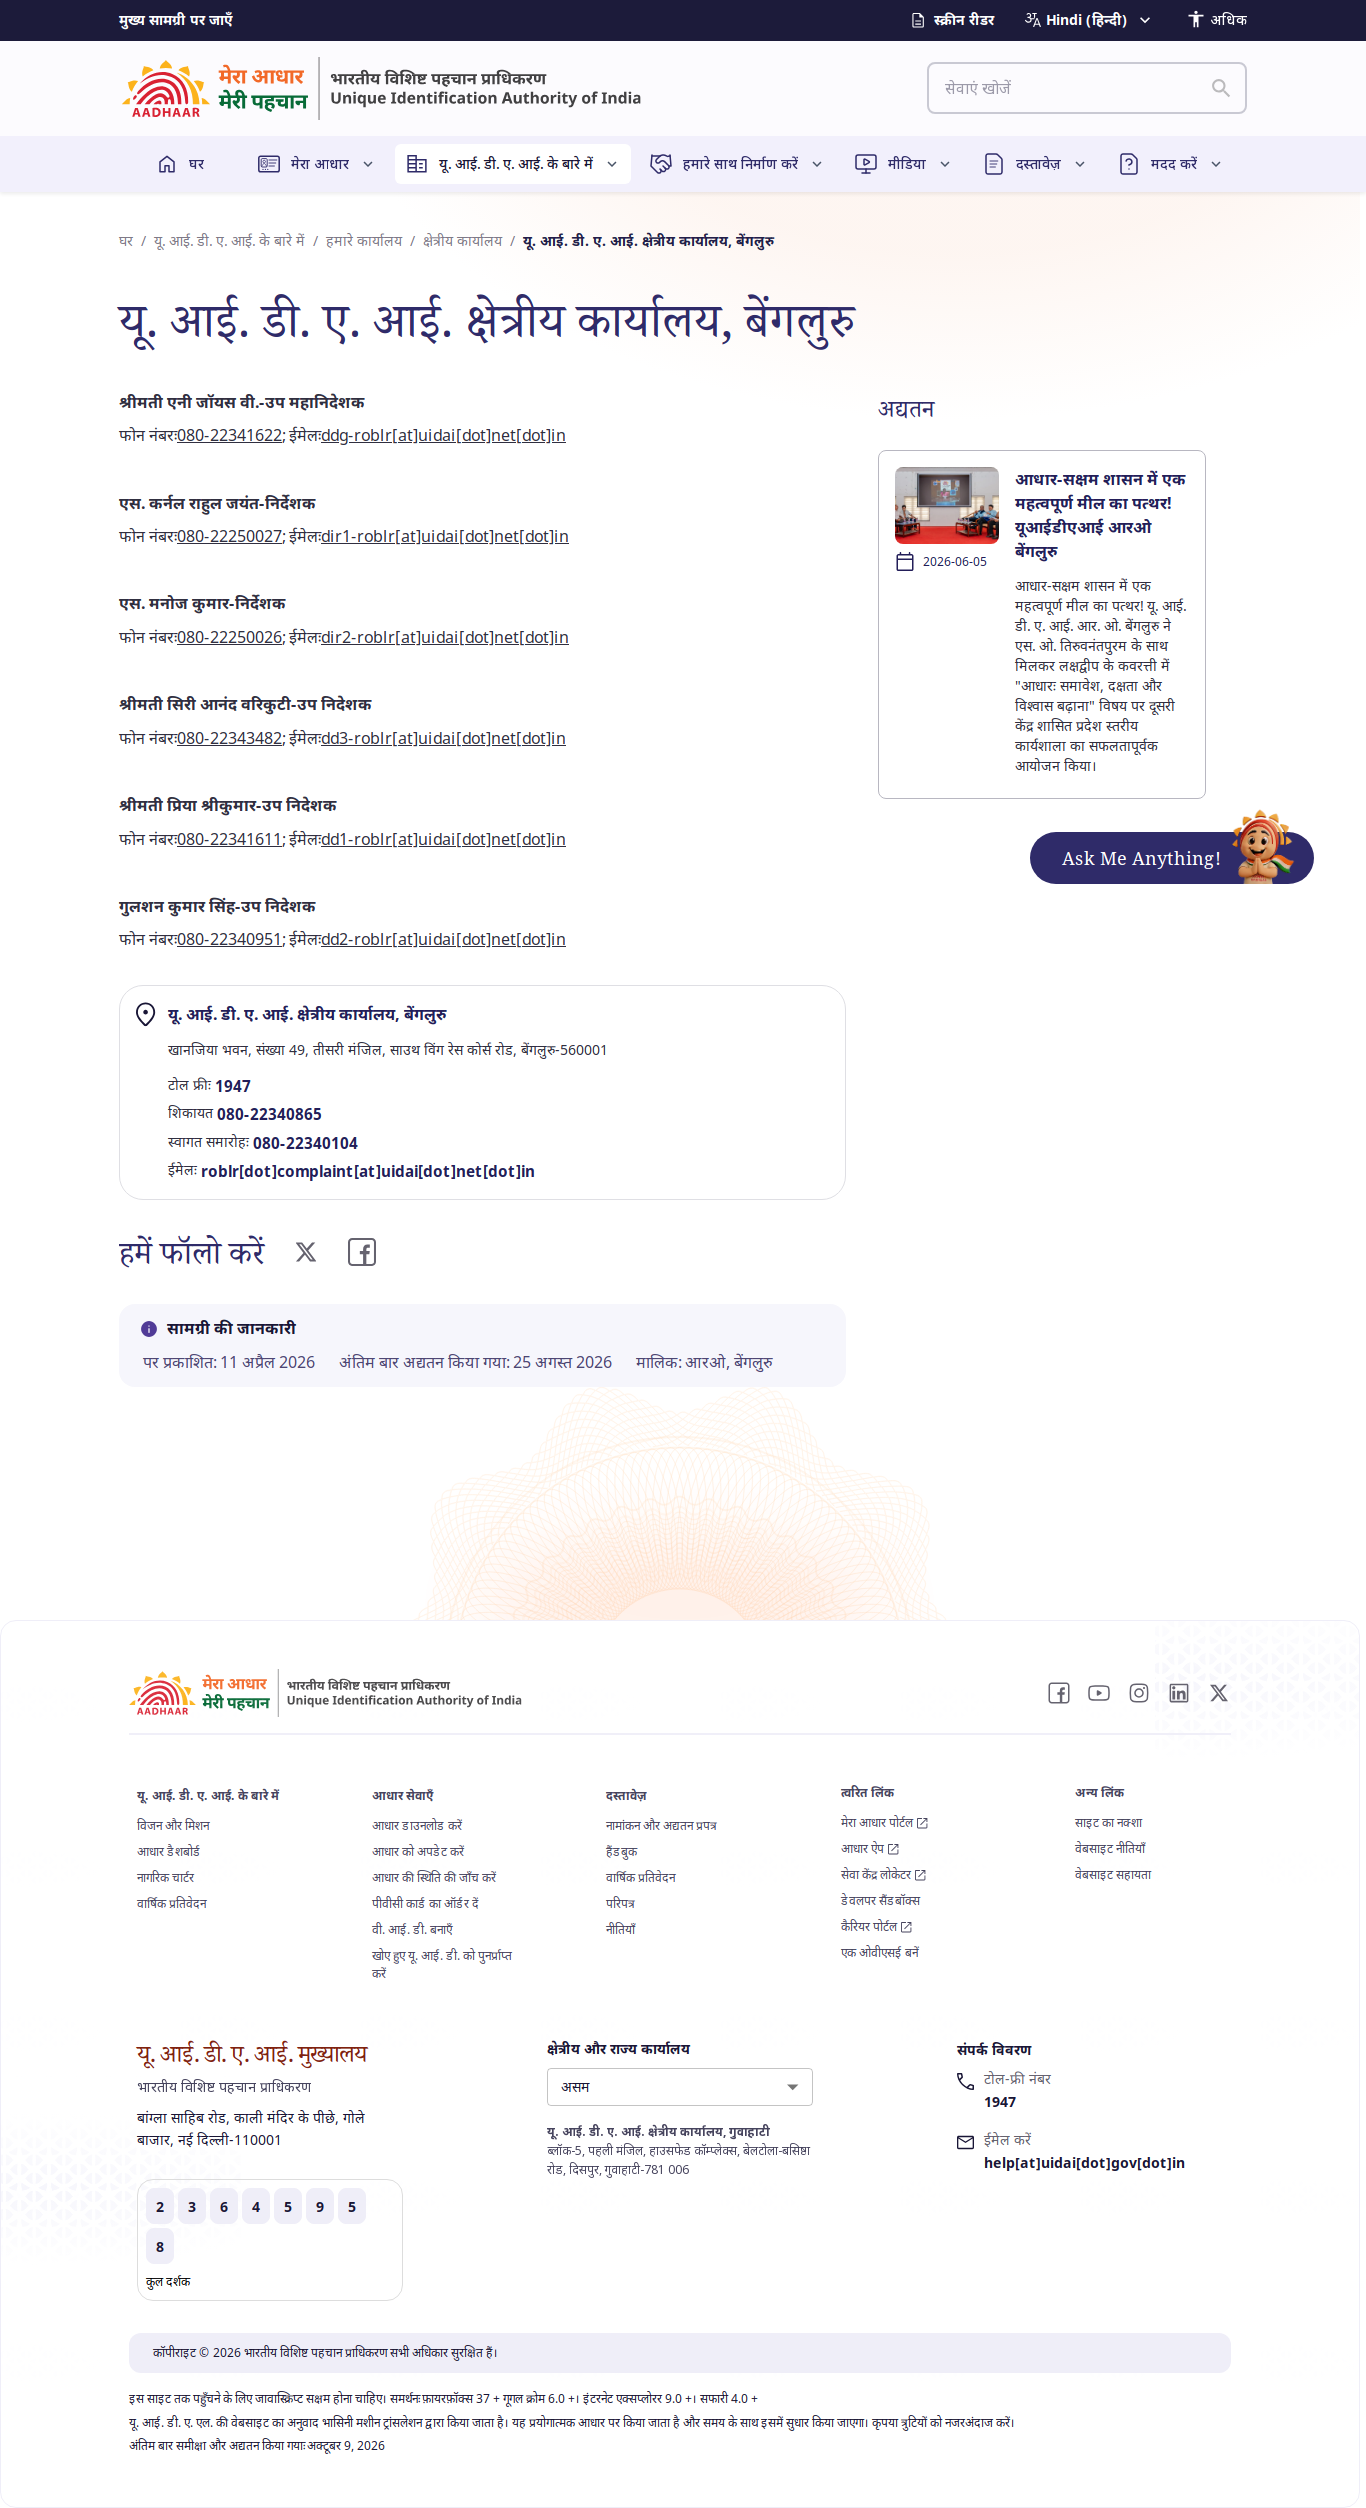 मुख्य सामग्री पर जाएँ
स्क्रीन रीडर
Hindi (हिन्दी)
अधिक
मेरा आधार
मेरी पहचान
AADHAAR
भारतीय विशिष्ट पहचान प्राधिकरण
Unique Identification Authority of India
सेवाएं खोजें
घर
मेरा आधार
यू. आई. डी. ए. आई. के बारे में
हमारे साथ निर्माण करें
मीडिया
दस्तावेज़
मदद करें
घर / यू. आई. डी. ए. आई. के बारे में / हमारे कार्यालय / क्षेत्रीय कार्यालय / यू. आई. डी. ए. आई. क्षेत्रीय कार्यालय, बेंगलुरु
यू. आई. डी. ए. आई. क्षेत्रीय कार्यालय, बेंगलुरु
श्रीमती एनी जॉयस वी.-उप महानिदेशक
फोन नंबरः080-22341622; ईमेलःddg-roblr[at]uidai[dot]net[dot]in
एस. कर्नल राहुल जयंत-निर्देशक
फोन नंबरः080-22250027; ईमेलःdir1-roblr[at]uidai[dot]net[dot]in
एस. मनोज कुमार-निर्देशक
फोन नंबरः080-22250026; ईमेलःdir2-roblr[at]uidai[dot]net[dot]in
श्रीमती सिरी आनंद वरिकुटी-उप निदेशक
फोन नंबरः080-22343482; ईमेलःdd3-roblr[at]uidai[dot]net[dot]in
श्रीमती प्रिया श्रीकुमार-उप निदेशक
फोन नंबरः080-22341611; ईमेलःdd1-roblr[at]uidai[dot]net[dot]in
गुलशन कुमार सिंह-उप निदेशक
फोन नंबरः080-22340951; ईमेलःdd2-roblr[at]uidai[dot]net[dot]in
अद्यतन
2026-06-05
आधार-सक्षम शासन में एक
महत्वपूर्ण मील का पत्थर!
यूआईडीएआई आरओ
बेंगलुरु
आधार-सक्षम शासन में एक
महत्वपूर्ण मील का पत्थर! यू. आई.
डी. ए. आई. आर. ओ. बेंगलुरु ने
एस. ओ. तिरुवनंतपुरम के साथ
मिलकर लक्षद्वीप के कवरत्ती में
"आधारः समावेश, दक्षता और
विश्वास बढ़ाना" विषय पर दूसरी
केंद्र शासित प्रदेश स्तरीय
कार्यशाला का सफलतापूर्वक
आयोजन किया।
Ask Me Anything!
यू. आई. डी. ए. आई. क्षेत्रीय कार्यालय, बेंगलुरु
खानजिया भवन, संख्या 49, तीसरी मंजिल, साउथ विंग रेस कोर्स रोड, बेंगलुरु-560001
टोल फ्रीः 1947
शिकायत 080-22340865
स्वागत समारोहः 080-22340104
ईमेलः roblr[dot]complaint[at]uidai[dot]net[dot]in
हमें फॉलो करें
सामग्री की जानकारी
पर प्रकाशित: 11 अप्रैल 2026 अंतिम बार अद्यतन किया गया: 25 अगस्त 2026 मालिक: आरओ, बेंगलुरु
मेरा आधार
मेरी पहचान
AADHAAR
भारतीय विशिष्ट पहचान प्राधिकरण
Unique Identification Authority of India
यू. आई. डी. ए. आई. के बारे में
विजन और मिशन
आधार डैशबोर्ड
नागरिक चार्टर
वार्षिक प्रतिवेदन
आधार सेवाएँ
आधार डाउनलोड करें
आधार को अपडेट करें
आधार की स्थिति की जाँच करें
पीवीसी कार्ड का ऑर्डर दें
वी. आई. डी. बनाएँ
खोए हुए यू. आई. डी. को पुनर्प्राप्त
करें
दस्तावेज़
नामांकन और अद्यतन प्रपत्र
हैंडबुक
वार्षिक प्रतिवेदन
परिपत्र
नीतियाँ
त्वरित लिंक
मेरा आधार पोर्टल
आधार ऐप
सेवा केंद्र लोकेटर
डेवलपर सैंडबॉक्स
कैरियर पोर्टल
एक ओवीएसई बनें
अन्य लिंक
साइट का नक्शा
वेबसाइट नीतियाँ
वेबसाइट सहायता
यू. आई. डी. ए. आई. मुख्यालय
भारतीय विशिष्ट पहचान प्राधिकरण
बांग्ला साहिब रोड, काली मंदिर के पीछे, गोले
बाजार, नई दिल्ली-110001
2 3 6 4 5 9 5
8
कुल दर्शक
क्षेत्रीय और राज्य कार्यालय
असम
यू. आई. डी. ए. आई. क्षेत्रीय कार्यालय, गुवाहाटी
ब्लॉक-5, पहली मंजिल, हाउसफेड कॉम्प्लेक्स, बेलटोला-बसिष्ठा
रोड, दिसपुर, गुवाहाटी-781 006
संपर्क विवरण
टोल-फ्री नंबर
1947
ईमेल करें
help[at]uidai[dot]gov[dot]in
कॉपीराइट © 2026 भारतीय विशिष्ट पहचान प्राधिकरण सभी अधिकार सुरक्षित हैं।
इस साइट तक पहुँचने के लिए जावास्क्रिप्ट सक्षम होना चाहिए। समर्थनः फ़ायरफ़ॉक्स 37 + गूगल क्रोम 6.0 +। इंटरनेट एक्सप्लोरर 9.0 +। सफारी 4.0 +
यू. आई. डी. ए. एल. की वेबसाइट का अनुवाद भासिनी मशीन ट्रांसलेशन द्वारा किया जाता है। यह प्रयोगात्मक आधार पर किया जाता है और समय के साथ इसमें सुधार किया जाएगा। कृपया त्रुटियों को नजरअंदाज करें।
अंतिम बार समीक्षा और अद्यतन किया गयाः अक्टूबर 9, 2026